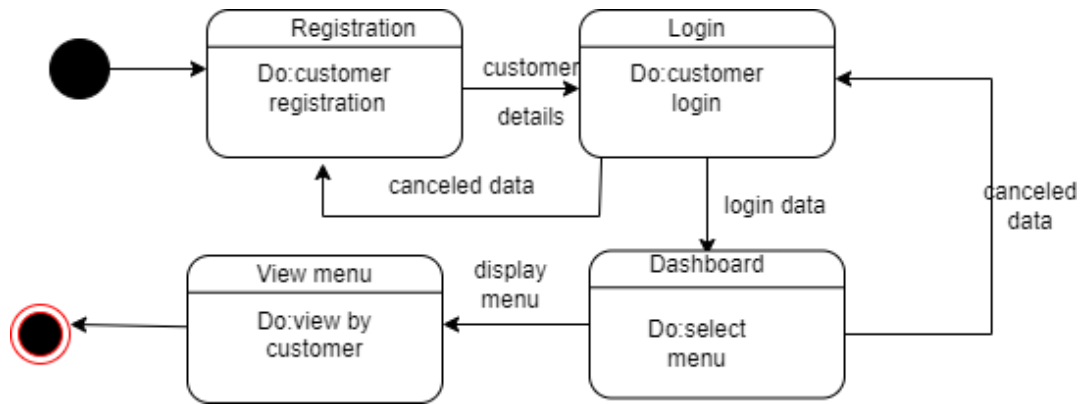 Registration
Do:customer
registration
customer
details
Login
Do:customer
login
canceled data
login data
canceled
data
View menu
Do:view by
customer
display
menu
Dashboard
Do:select
menu